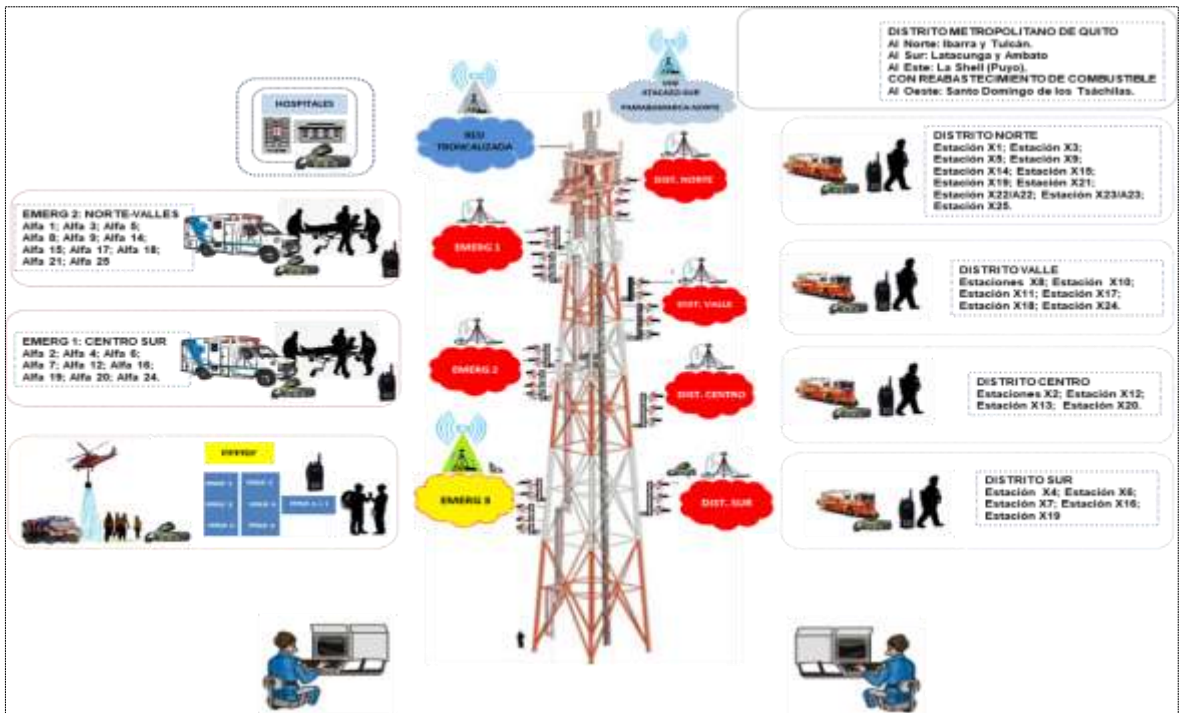 DISTRITO METROPOLITANO DE QUITO
Al Norte: Ibarra y Tulcán.
Al Sur: Latacunga y Ambato
Al Este: La Shell (Puyo).
CON REABASTECIMIENTO DE COMBUSTIBLE
Al Oeste: Santo Domingo de los Tsáchilas.
HOSPITALES
RED
TRONCALIZADA
ATACAZO-SUR
-NORTE
DIST. NORTE
DISTRITO NORTE
Estación X1; Estación X3;
Estación X5; Estación X9;
Estación X14; Estación X15;
Estación X19; Estación X21;
Estación X22/A22; Estación X23/A23;
Estación X25.
EMERG 2: NORTE-VALLES
Alfa 1; Alfa 3; Alfa 5;
Alfa 8; Alfa 9; Alfa 14;
Alfa 15; Alfa 17; Alfa 18;
Alfa 21; Alfa 25
EMERG 1
DIST. VALLE
DISTRITO VALLE
Estaciones X8; Estación X10;
Estación X11; Estación X17;
Estación X18; Estación X24.
EMERG 1: CENTRO SUR
Alfa 2; Alfa 4; Alfa 6;
Alfa 7; Alfa 12; Alfa 16;
Alfa 19; Alfa 20; Alfa 24.
EMERG 2
DIST. CENTRO
DISTRITO CENTRO
Estaciones X2; Estación X12;
Estación X13; Estación X20.
EMERG 8
DIST. SUR
DISTRITO SUR
Estación X4; Estación X6;
Estación X7; Estación X16;
Estación X19